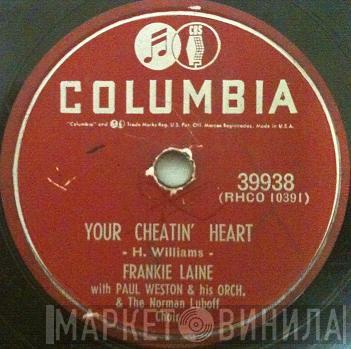 CBS
COLUMBIA
"Columbia" and Trade Marks Reg. U.S. Pat. Off. Marcas Registradas. Made in U.S.A.
39938
(RHCO 10391)
YOUR CHEATIN' HEART
- H. Williams -
FRANKIE LAINE
with PAUL WESTON & his ORCH.
& The Norman Luboff
Choir
МАРКЕТ ВИНИЛА